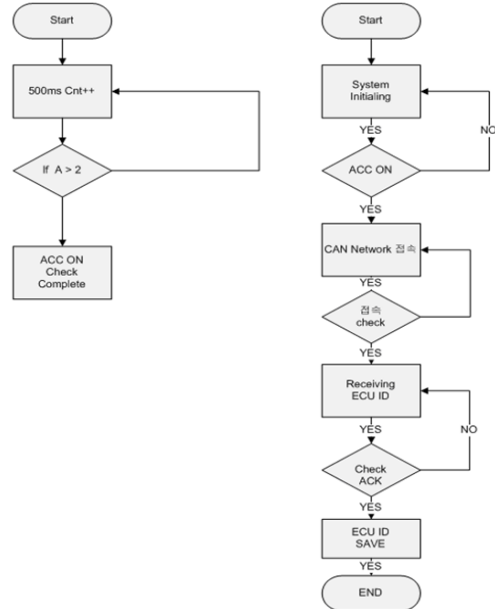 Start
500ms Cnt++
If A > 2
ACC ON
Check
Complete
Start
System
Initialing
YES
NO
ACC ON
YES
CAN Network 접속
YES
접속
check
YES
Receiving
ECU ID
YES
NO
Check
ACK
YES
ECU ID
SAVE
YES
END